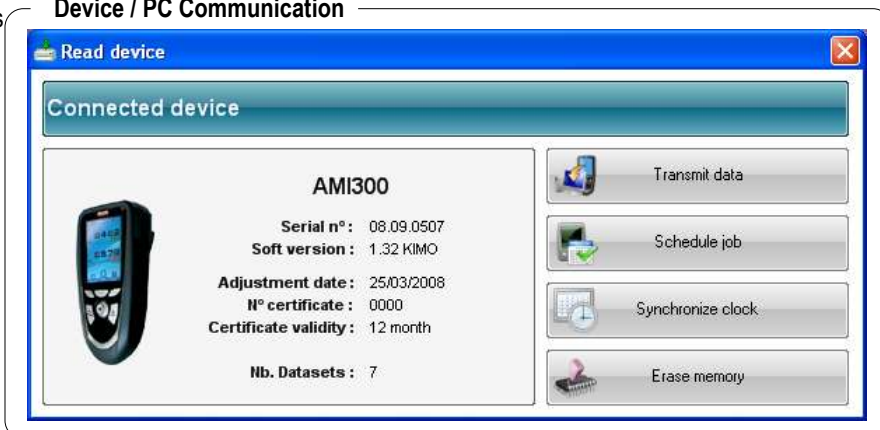 s
Device / PC Communication
Read device
Connected device
AMI300
Serial nº : 08.09.0507
Soft version : 1.32 KIMO
Adjustment date : 25/03/2008
Nº certificate : 0000
Certificate validity : 12 month
Nb. Datasets : 7
Transmit data
Schedule job
Synchronize clock
Erase memory